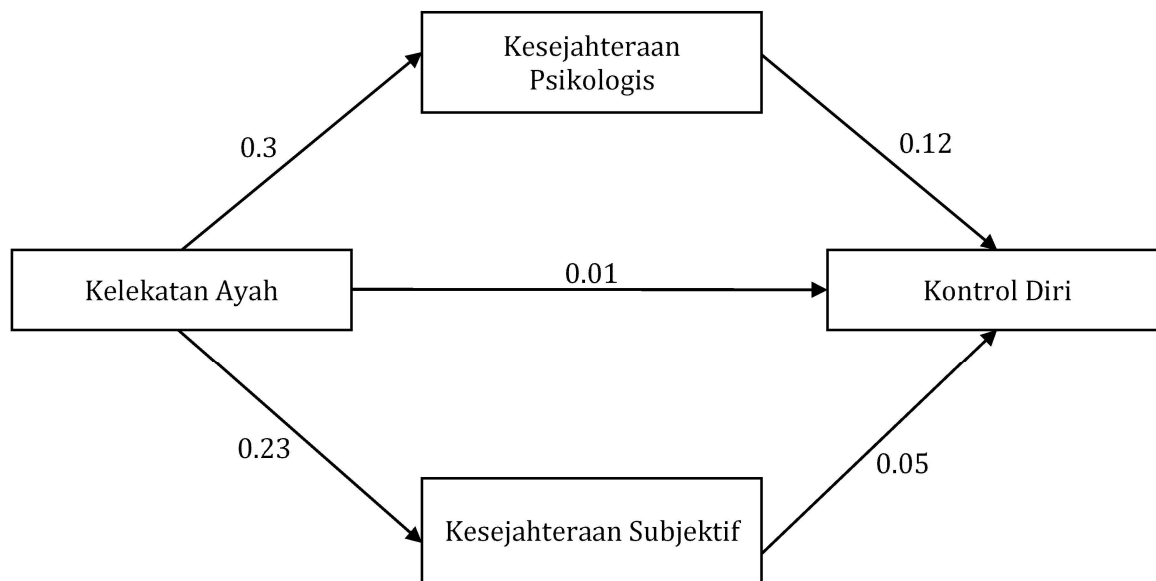 Kesejahteraan
Psikologis
0.3
0.12
Kelekatan Ayah
0.01
Kontrol Diri
0.23
0.05
Kesejahteraan Subjektif